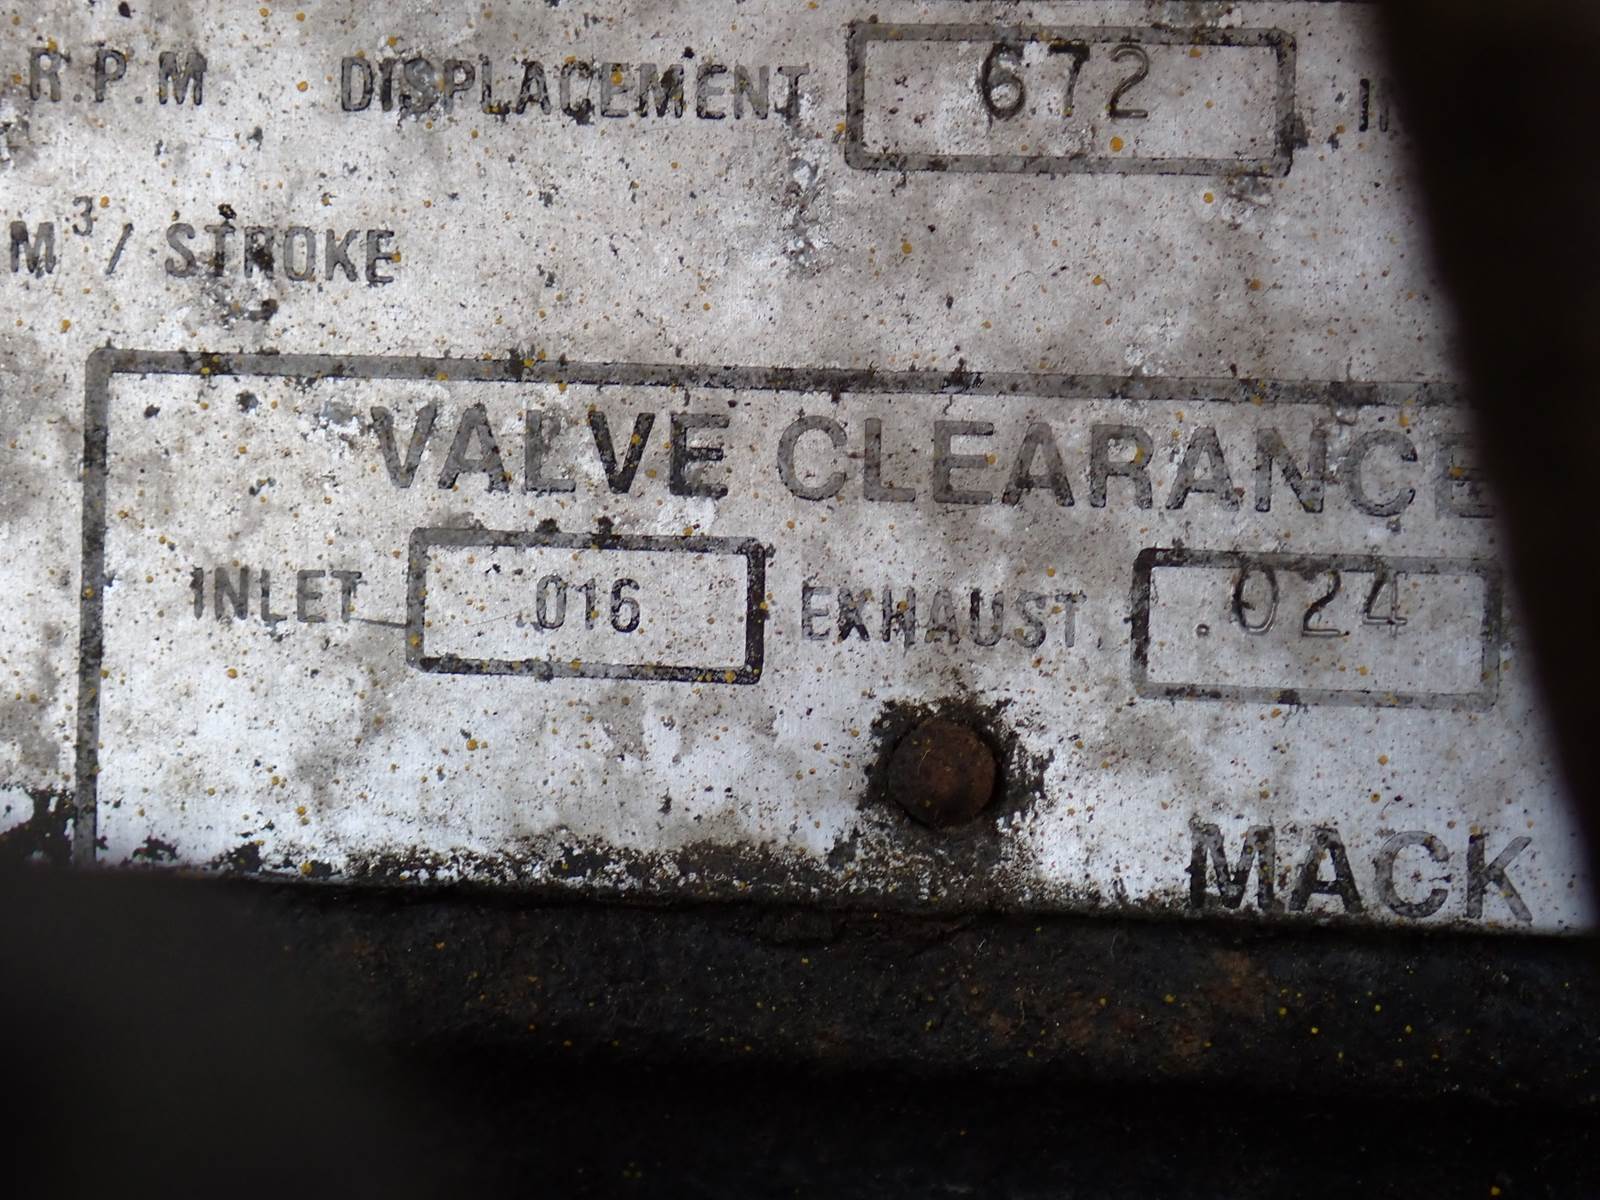 R.P.M. DISPLACEMENT 672
M³/STROKE
VALVE CLEARANCE
INLET .016 EXHAUST. .024
MACK